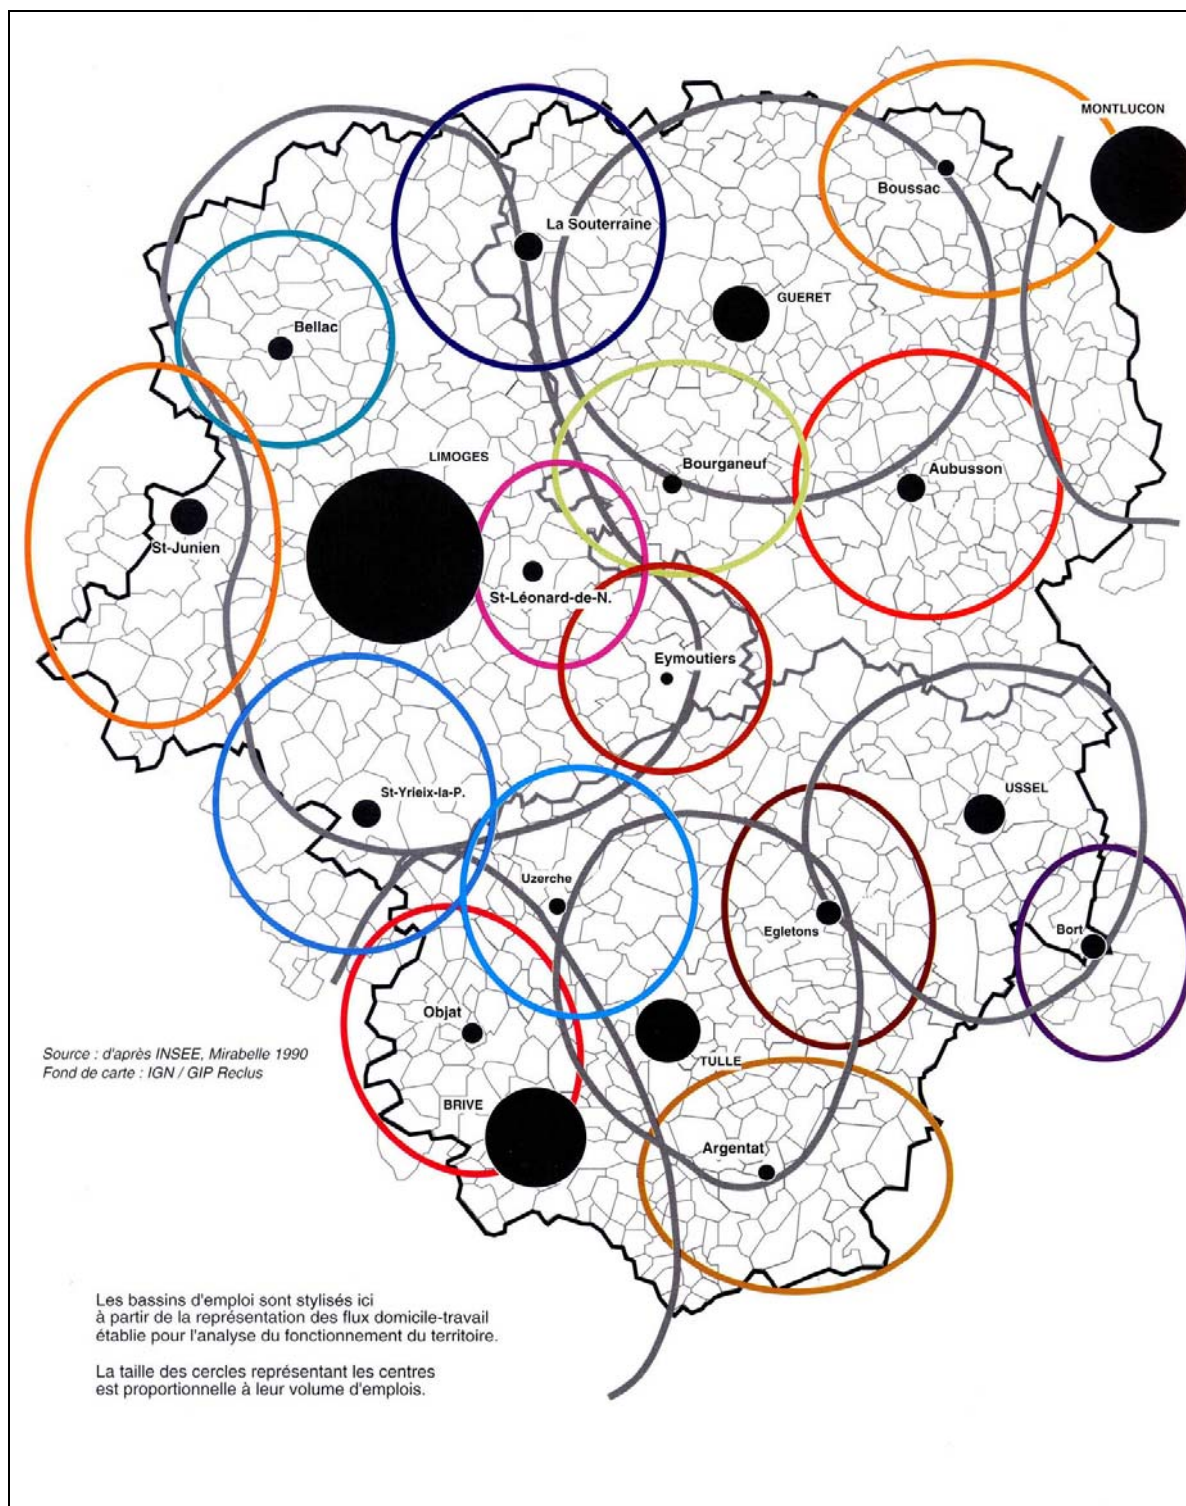 MONTLUCON
Boussac
La Souterraine
GUERET
Bellac
LIMOGES
Bourganeuf
Aubusson
St-Junien
St-Léonard-de-N.
Eymoutiers
St-Yrieix-la-P.
USSEL
Uzerche
Egletons
Bort
Objat
Source : d'après INSEE, Mirabelle 1990
Fond de carte : IGN / GIP Reclus
TULLE
BRIVE
Argentat
Les bassins d'emploi sont stylisés ici
à partir de la représentation des flux domicile-travail
établie pour l'analyse du fonctionnement du territoire.
La taille des cercles représentant les centres
est proportionnelle à leur volume d'emplois.